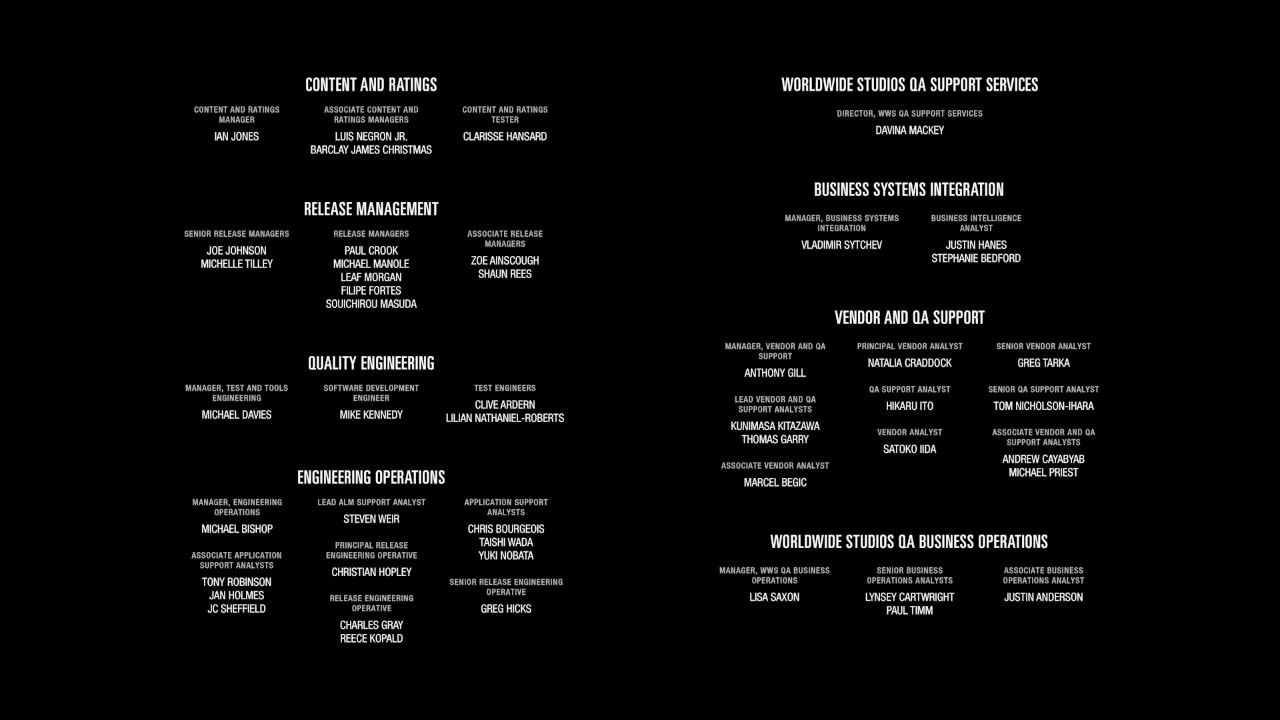 CONTENT AND RATINGS
CONTENT AND RATINGS
MANAGER
IAN JONES
ASSOCIATE CONTENT AND
RATINGS MANAGERS
LUIS NEGRON JR.
BARCLAY JAMES CHRISTMAS
CONTENT AND RATINGS
TESTER
CLARISSE HANSARD
RELEASE MANAGEMENT
SENIOR RELEASE MANAGERS
JOE JOHNSON
MICHELLE TILLEY
RELEASE MANAGERS
PAUL CROOK
MICHAEL MANOLE
LEAF MORGAN
FILIPE FORTES
SOUICHIROU MASUDA
ASSOCIATE RELEASE
MANAGERS
ZOE AINSCOUGH
SHAUN REES
QUALITY ENGINEERING
MANAGER, TEST AND TOOLS
ENGINEERING
MICHAEL DAVIES
SOFTWARE DEVELOPMENT
ENGINEER
MIKE KENNEDY
TEST ENGINEERS
CLIVE ARDERN
LILIAN NATHANIEL-ROBERTS
ENGINEERING OPERATIONS
MANAGER, ENGINEERING
OPERATIONS
MICHAEL BISHOP
ASSOCIATE APPLICATION
SUPPORT ANALYSTS
TONY ROBINSON
JAN HOLMES
JC SHEFFIELD
LEAD ALM SUPPORT ANALYST
STEVEN WEIR
PRINCIPAL RELEASE
ENGINEERING OPERATIVE
CHRISTIAN HOPLEY
RELEASE ENGINEERING
OPERATIVE
CHARLES GRAY
REECE KOPALD
APPLICATION SUPPORT
ANALYSTS
CHRIS BOURGEOIS
TAISHI WADA
YUKI NOBATA
SENIOR RELEASE ENGINEERING
OPERATIVE
GREG HICKS
WORLDWIDE STUDIOS QA SUPPORT SERVICES
DIRECTOR, WWS QA SUPPORT SERVICES
DAVINA MACKEY
BUSINESS SYSTEMS INTEGRATION
MANAGER, BUSINESS SYSTEMS
INTEGRATION
VLADIMIR SYTCHEV
BUSINESS INTELLIGENCE
ANALYST
JUSTIN HANES
STEPHANIE BEDFORD
VENDOR AND QA SUPPORT
MANAGER, VENDOR AND QA
SUPPORT
ANTHONY GILL
LEAD VENDOR AND QA
SUPPORT ANALYSTS
KUNIMASA KITAZAWA
THOMAS GARRY
ASSOCIATE VENDOR ANALYST
MARCEL BEGIC
PRINCIPAL VENDOR ANALYST
NATALIA CRADDOCK
QA SUPPORT ANALYST
HIKARU ITO
VENDOR ANALYST
SATOKO IIDA
SENIOR VENDOR ANALYST
GREG TARKA
SENIOR QA SUPPORT ANALYST
TOM NICHOLSON-IHARA
ASSOCIATE VENDOR AND QA
SUPPORT ANALYSTS
ANDREW CAYABYAB
MICHAEL PRIEST
WORLDWIDE STUDIOS QA BUSINESS OPERATIONS
MANAGER, WWS QA BUSINESS
OPERATIONS
LISA SAXON
SENIOR BUSINESS
OPERATIONS ANALYSTS
LYNSEY CARTWRIGHT
PAUL TIMM
ASSOCIATE BUSINESS
OPERATIONS ANALYST
JUSTIN ANDERSON